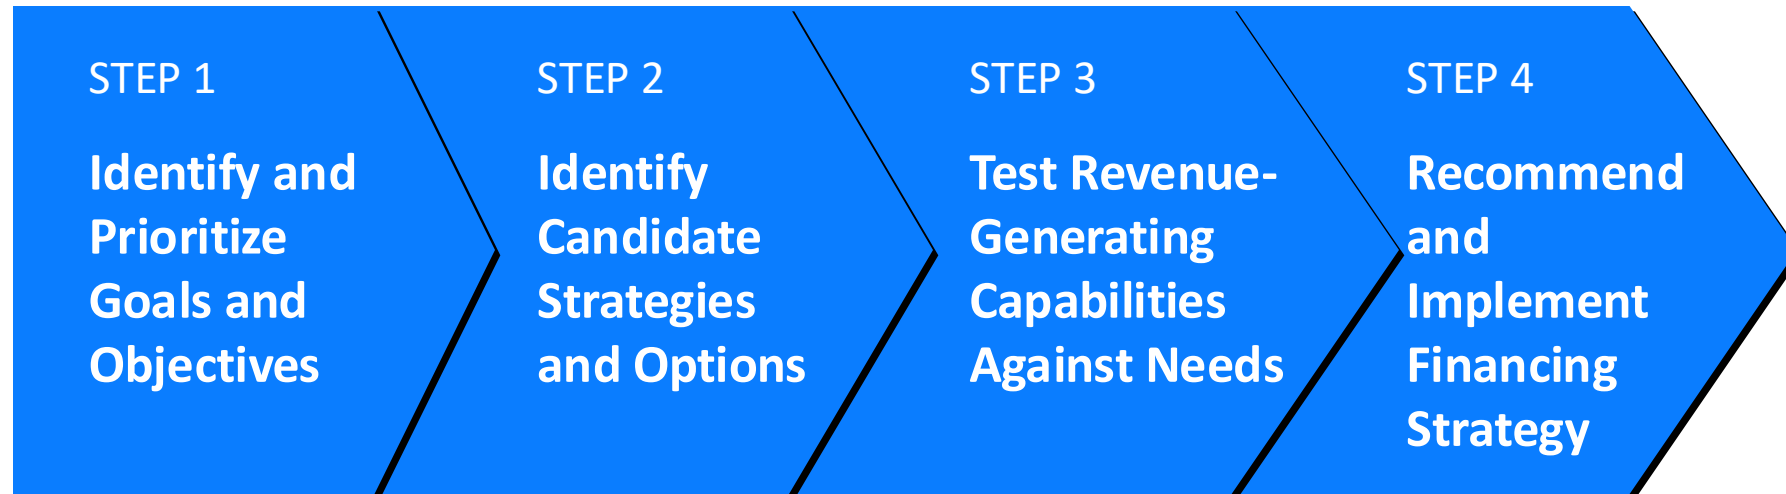 STEP 1
Identify and
Prioritize
Goals and
Objectives
STEP 2
Identify
Candidate
Strategies
and Options
STEP 3
Test Revenue-
Generating
Capabilities
Against Needs
STEP 4
Recommend
and
Implement
Financing
Strategy